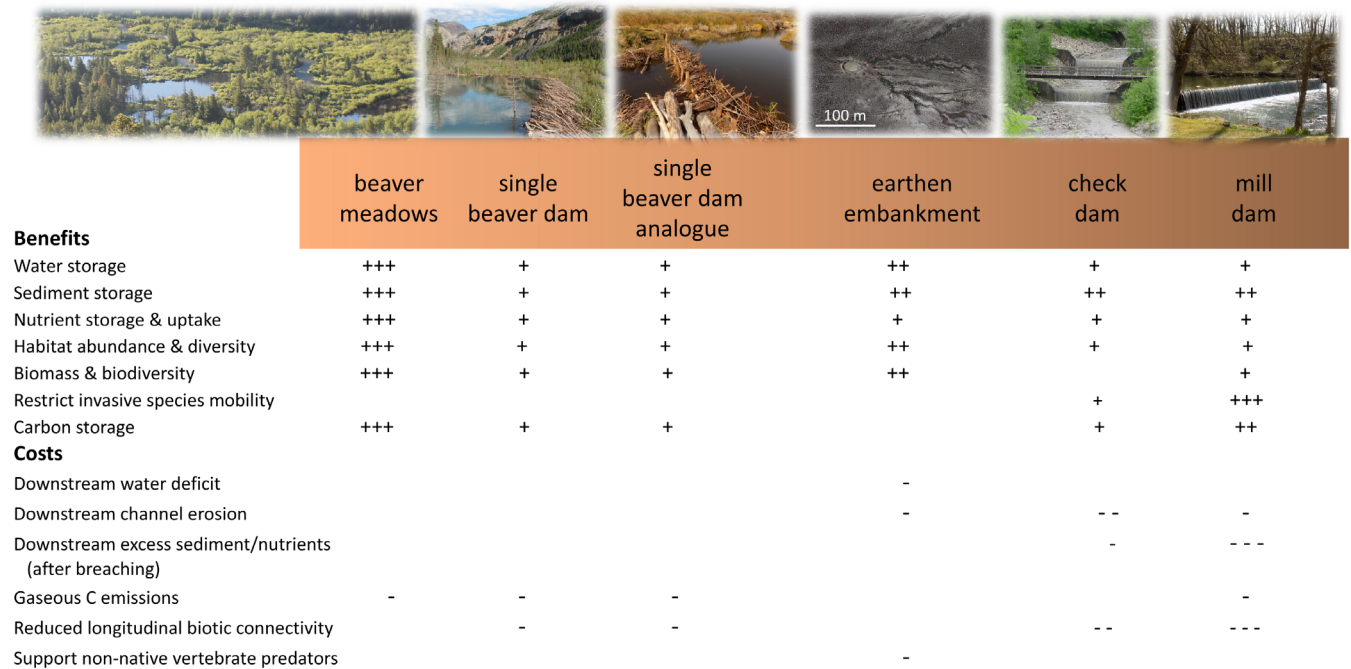 100 m
beaver meadows single beaver dam single beaver dam analogue earthen embankment check dam mill dam
Benefits
Water storage +++ + + ++ + +
Sediment storage +++ + + ++ ++ ++
Nutrient storage & uptake +++ + + + + +
Habitat abundance & diversity +++ + + ++ + +
Biomass & biodiversity +++ + + ++ +
Restrict invasive species mobility + +++
Carbon storage +++ + + + ++
Costs
Downstream water deficit -
Downstream channel erosion - -- -
Downstream excess sediment/nutrients - ---
(after breaching)
Gaseous C emissions - - - -
Reduced longitudinal biotic connectivity - - -- ---
Support non-native vertebrate predators -